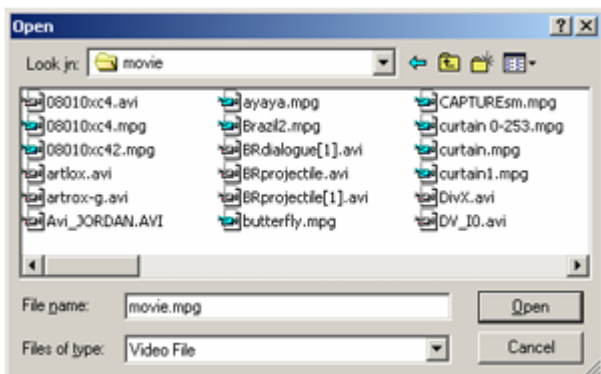 Open
Look in: movie
08010xc4.avi
08010xc4.mpg
08010xc42.mpg
artlox.avi
artrox-g.avi
Avi_JORDAN.AVI
ayaya.mpg
Brazil2.mpg
BRdialogue[1].avi
BRprojectile.avi
BRprojectile[1].avi
butterfly.mpg
CAPTUREsm.mpg
curtain 0-253.mpg
curtain.mpg
curtain1.mpg
DivX.avi
DV_I0.avi
File name: movie.mpg Open
Files of type: Video File Cancel